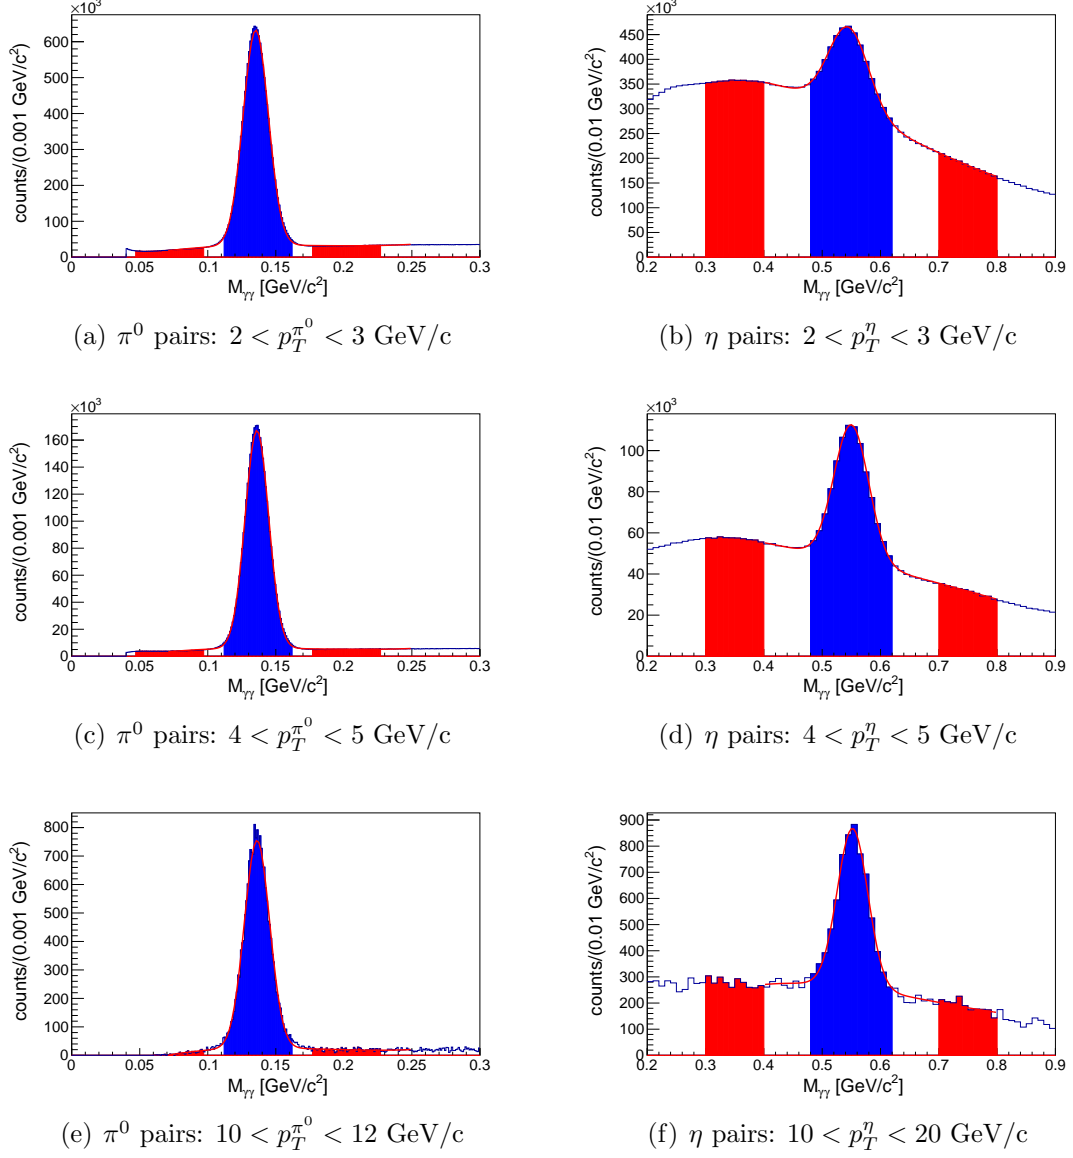 ×10³
counts/(0.001 GeV/c²)
600
500
400
300
200
100
0
0 0.05 0.1 0.15 0.2 0.25 0.3
M_γγ [GeV/c²]
(a) π⁰ pairs: 2 < p_T^{π⁰} < 3 GeV/c
×10³
counts/(0.01 GeV/c²)
450
400
350
300
250
200
150
100
50
0
0.2 0.3 0.4 0.5 0.6 0.7 0.8 0.9
M_γγ [GeV/c²]
(b) η pairs: 2 < p_T^η < 3 GeV/c
×10³
counts/(0.001 GeV/c²)
160
140
120
100
80
60
40
20
0
0 0.05 0.1 0.15 0.2 0.25 0.3
M_γγ [GeV/c²]
(c) π⁰ pairs: 4 < p_T^{π⁰} < 5 GeV/c
×10³
counts/(0.01 GeV/c²)
100
80
60
40
20
0
0.2 0.3 0.4 0.5 0.6 0.7 0.8 0.9
M_γγ [GeV/c²]
(d) η pairs: 4 < p_T^η < 5 GeV/c
counts/(0.001 GeV/c²)
800
700
600
500
400
300
200
100
0
0 0.05 0.1 0.15 0.2 0.25 0.3
M_γγ [GeV/c²]
(e) π⁰ pairs: 10 < p_T^{π⁰} < 12 GeV/c
counts/(0.01 GeV/c²)
900
800
700
600
500
400
300
200
100
0
0.2 0.3 0.4 0.5 0.6 0.7 0.8 0.9
M_γγ [GeV/c²]
(f) η pairs: 10 < p_T^η < 20 GeV/c